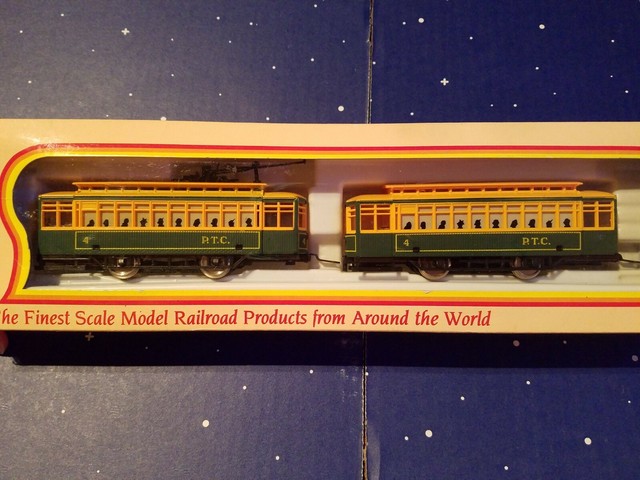 4 P.T.C.
4 P.T.C.
he Finest Scale Model Railroad Products from Around the World